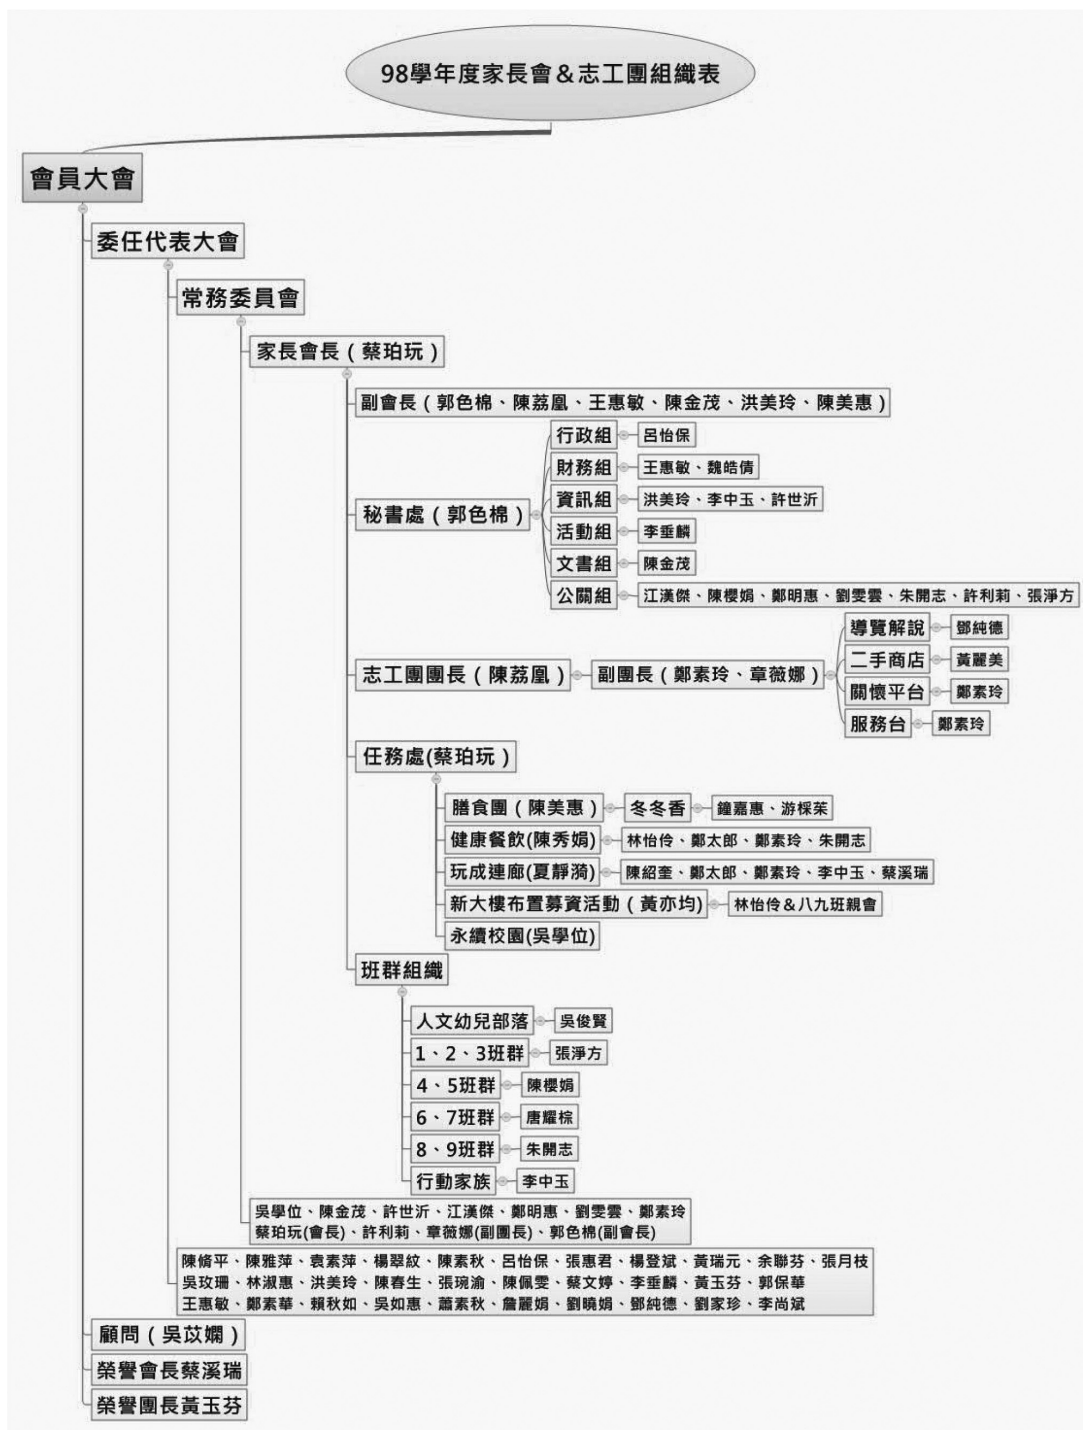 98學年度家長會＆志工團組織表
會員大會
委任代表大會
常務委員會
家長會長（蔡珀玩）
副會長（郭色棉、陳荔凰、王惠敏、陳金茂、洪美玲、陳美惠）
秘書處（郭色棉）
行政組 呂怡保
財務組 王惠敏、魏皓倩
資訊組 洪美玲、李中玉、許世沂
活動組 李垂麟
文書組 陳金茂
公關組 江漢傑、陳櫻娟、鄭明惠、劉雯雲、朱開志、許利莉、張淨方
志工團團長（陳荔凰） 副團長（鄭素玲、章薇娜）
導覽解說 鄧純德
二手商店 黃麗美
關懷平台 鄭素玲
服務台 鄭素玲
任務處(蔡珀玩）
膳食團（陳美惠） 冬冬香 鐘嘉惠、游棌茱
健康餐飲(陳秀娟) 林怡伶、鄭太郎、鄭素玲、朱開志
玩成連廊(夏靜漪) 陳紹奎、鄭太郎、鄭素玲、李中玉、蔡溪瑞
新大樓布置募資活動（黃亦均) 林怡伶＆八九班親會
永續校園(吳學位)
班群組織
人文幼兒部落 吳俊賢
1、2、3班群 張淨方
4、5班群 陳櫻娟
6、7班群 唐耀棕
8、9班群 朱開志
行動家族 李中玉
吳學位、陳金茂、許世沂、江漢傑、鄭明惠、劉雯雲、鄭素玲
蔡珀玩(會長)、許利莉、章薇娜(副團長)、郭色棉(副會長)
陳脩平、陳雅萍、袁素萍、楊翠紋、陳素秋、呂怡保、張惠君、楊登斌、黃瑞元、余聯芬、張月枝
吳玫珊、林淑惠、洪美玲、陳春生、張琬渝、陳佩雯、蔡文婷、李垂麟、黃玉芬、郭保華
王惠敏、鄭素華、賴秋如、吳如惠、蕭素秋、詹麗娟、劉曉娟、鄧純德、劉家珍、李尚斌
顧問（吳苡嫻）
榮譽會長蔡溪瑞
榮譽團長黃玉芬